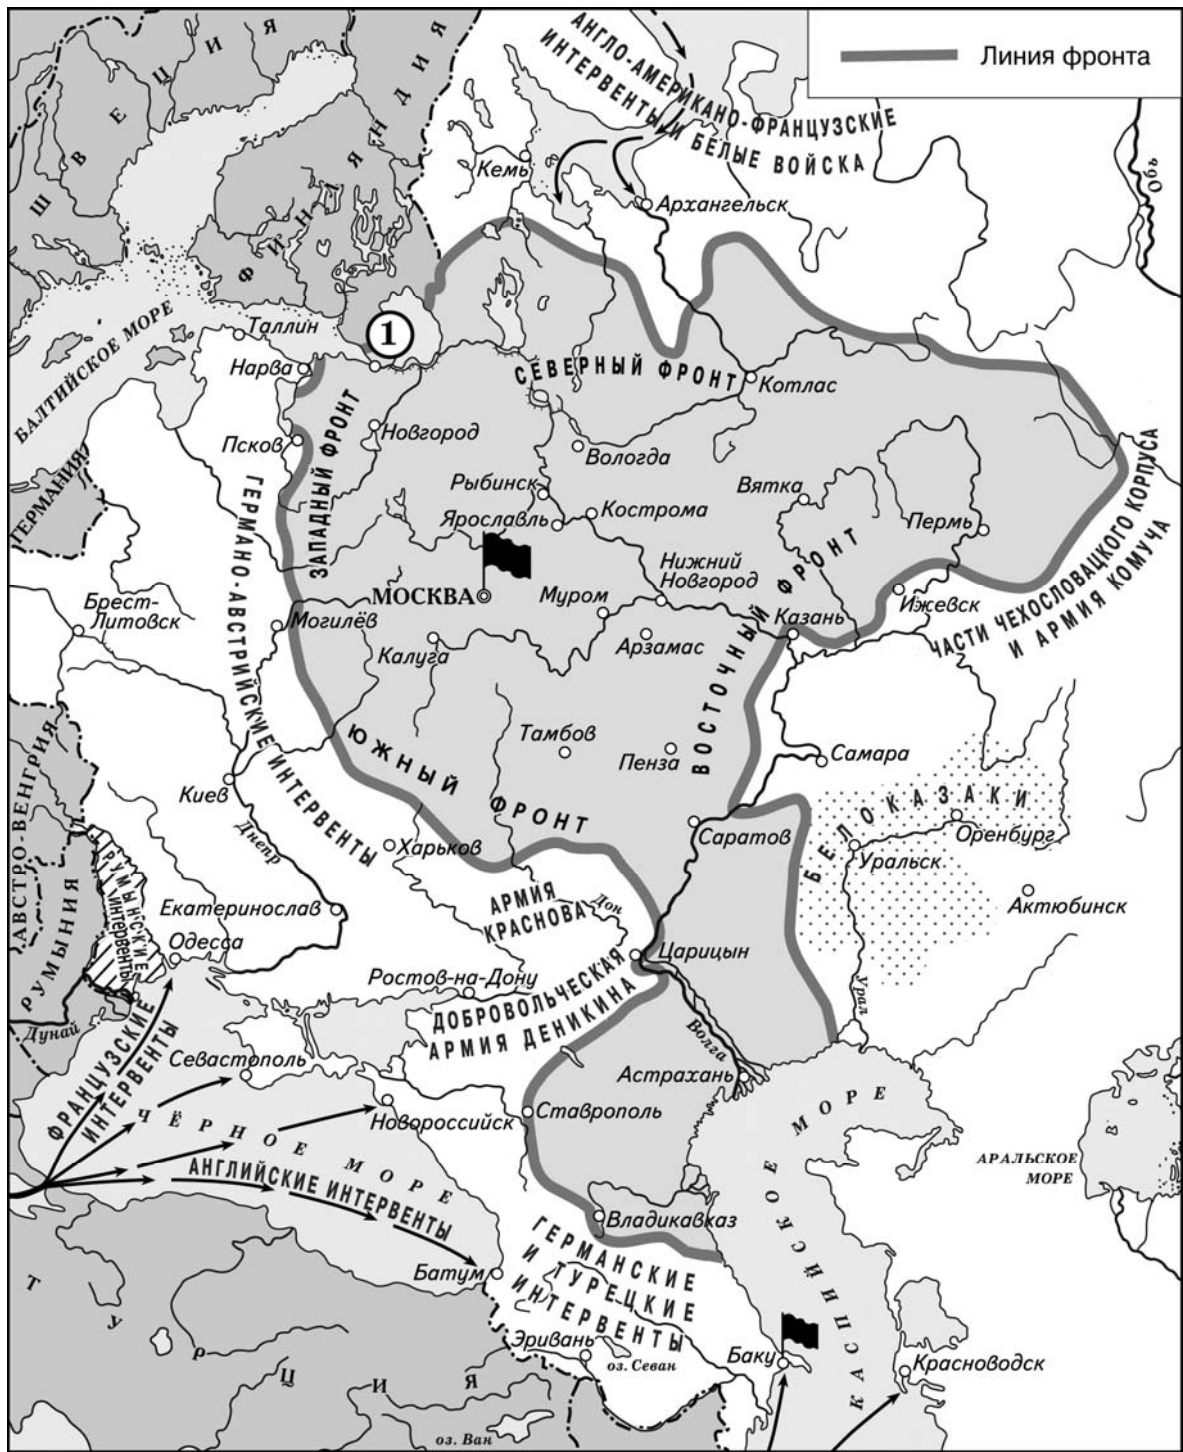 Линия фронта
АНГЛО-АМЕРИКАНО-ФРАНЦУЗСКИЕ
ИНТЕРВЕНТЫ И БЕЛЫЕ ВОЙСКА
ШВЕЦИЯ
ФИНЛЯНДИЯ
Кемь
Архангельск
Обь
БАЛТИЙСКОЕ МОРЕ
Таллин
1
Нарва
СЕВЕРНЫЙ ФРОНТ
Котлас
Новгород
Псков
ЗАПАДНЫЙ ФРОНТ
Вологда
ГЕРМАНИЯ
Рыбинск
Вятка
Кострома
Ярославль
Пермь
ЧАСТИ ЧЕХОСЛОВАЦКОГО КОРПУСА
И АРМИЯ КОМУЧА
ГЕРМАНО-АВСТРИЙСКИЕ ИНТЕРВЕНТЫ
Нижний
Новгород
МОСКВА
Муром
Ижевск
Брест-
Литовск
Могилёв
Казань
Калуга
Арзамас
ВОСТОЧНЫЙ ФРОНТ
ЮЖНЫЙ ФРОНТ
Тамбов
Пенза
Самара
АВСТРО-ВЕНГРИЯ
Киев
Днепр
БЕЛОКАЗАКИ
Оренбург
Саратов
Харьков
Уральск
РУМЫНСКИЕ
интервенты
РУМЫНИЯ
АРМИЯ
КРАСНОВА
Дон
Актюбинск
Екатеринослав
Одесса
Царицын
Ростов-на-Дону
ДОБРОВОЛЬЧЕСКАЯ
АРМИЯ ДЕНИКИНА
Урал
Дунай
Волга
ФРАНЦУЗСКИЕ
ИНТЕРВЕНТЫ
Севастополь
Астрахань
Новороссийск
Ставрополь
ЧЁРНОЕ МОРЕ
АНГЛИЙСКИЕ ИНТЕРВЕНТЫ
КАСПИЙСКОЕ МОРЕ
АРАЛЬСКОЕ
МОРЕ
Владикавказ
ГЕРМАНСКИЕ
И ТУРЕЦКИЕ
ИНТЕРВЕНТЫ
Батум
ТУРЦИЯ
Эривань
оз. Севан
Баку
Красноводск
оз. Ван